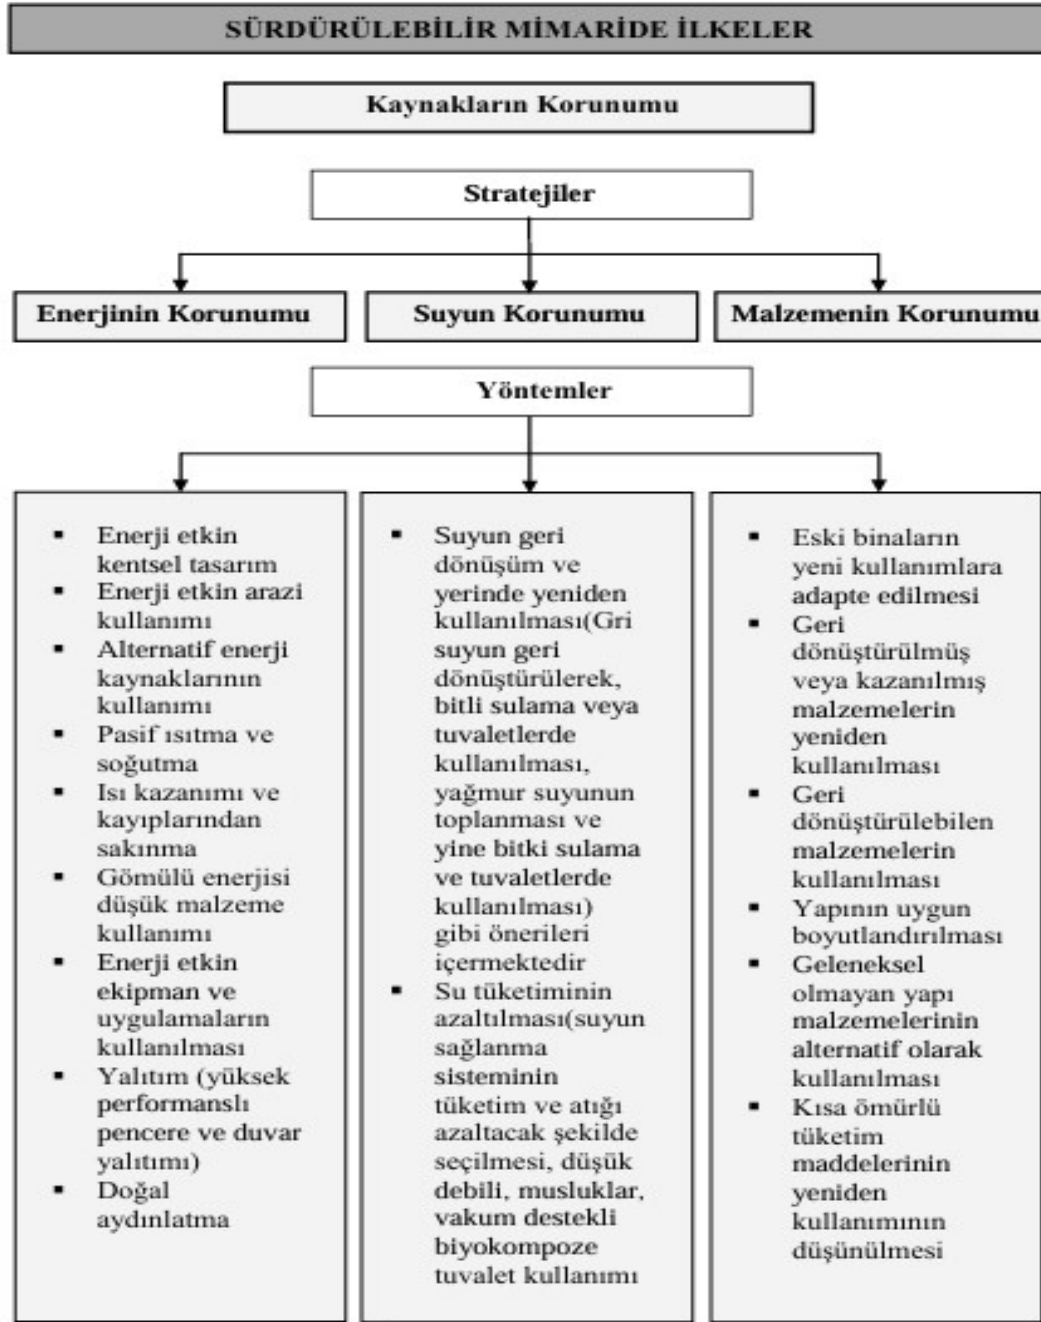 SÜRDÜRÜLEBİLİR MİMARİDE İLKELER
Kaynakların Korunumu
Stratejiler
Enerjinin Korunumu
Suyun Korunumu
Malzemenin Korunumu
Yöntemler
▪ Enerji etkin
kentsel tasarım
▪ Enerji etkin arazi
kullanımı
▪ Alternatif enerji
kaynaklarının
kullanımı
▪ Pasif ısıtma ve
soğutma
▪ Isı kazanımı ve
kayıplarından
sakınma
▪ Gömülü enerjisi
düşük malzeme
kullanımı
▪ Enerji etkin
ekipman ve
uygulamaların
kullanılması
▪ Yalıtım (yüksek
performanslı
pencere ve duvar
yalıtımı)
▪ Doğal
aydınlatma
▪ Suyun geri
dönüşüm ve
yerinde yeniden
kullanılması(Gri
suyun geri
dönüştürülerek,
bitli sulama veya
tuvaletlerde
kullanılması,
yağmur suyunun
toplanması ve
yine bitki sulama
ve tuvaletlerde
kullanılması)
gibi önerileri
içermektedir
▪ Su tüketiminin
azaltılması(suyun
sağlanma
sisteminin
tüketim ve atığı
azaltacak şekilde
seçilmesi, düşük
debili, musluklar,
vakum destekli
biyokompoze
tuvalet kullanımı
▪ Eski binaların
yeni kullanımlara
adapte edilmesi
▪ Geri
dönüştürülmüş
veya kazanılmış
malzemelerin
yeniden
kullanılması
▪ Geri
dönüştürülebilen
malzemelerin
kullanılması
▪ Yapının uygun
boyutlandırılması
▪ Geleneksel
olmayan yapı
malzemelerinin
alternatif olarak
kullanılması
▪ Kısa ömürlü
tüketim
maddelerinin
yeniden
kullanımının
düşünülmesi